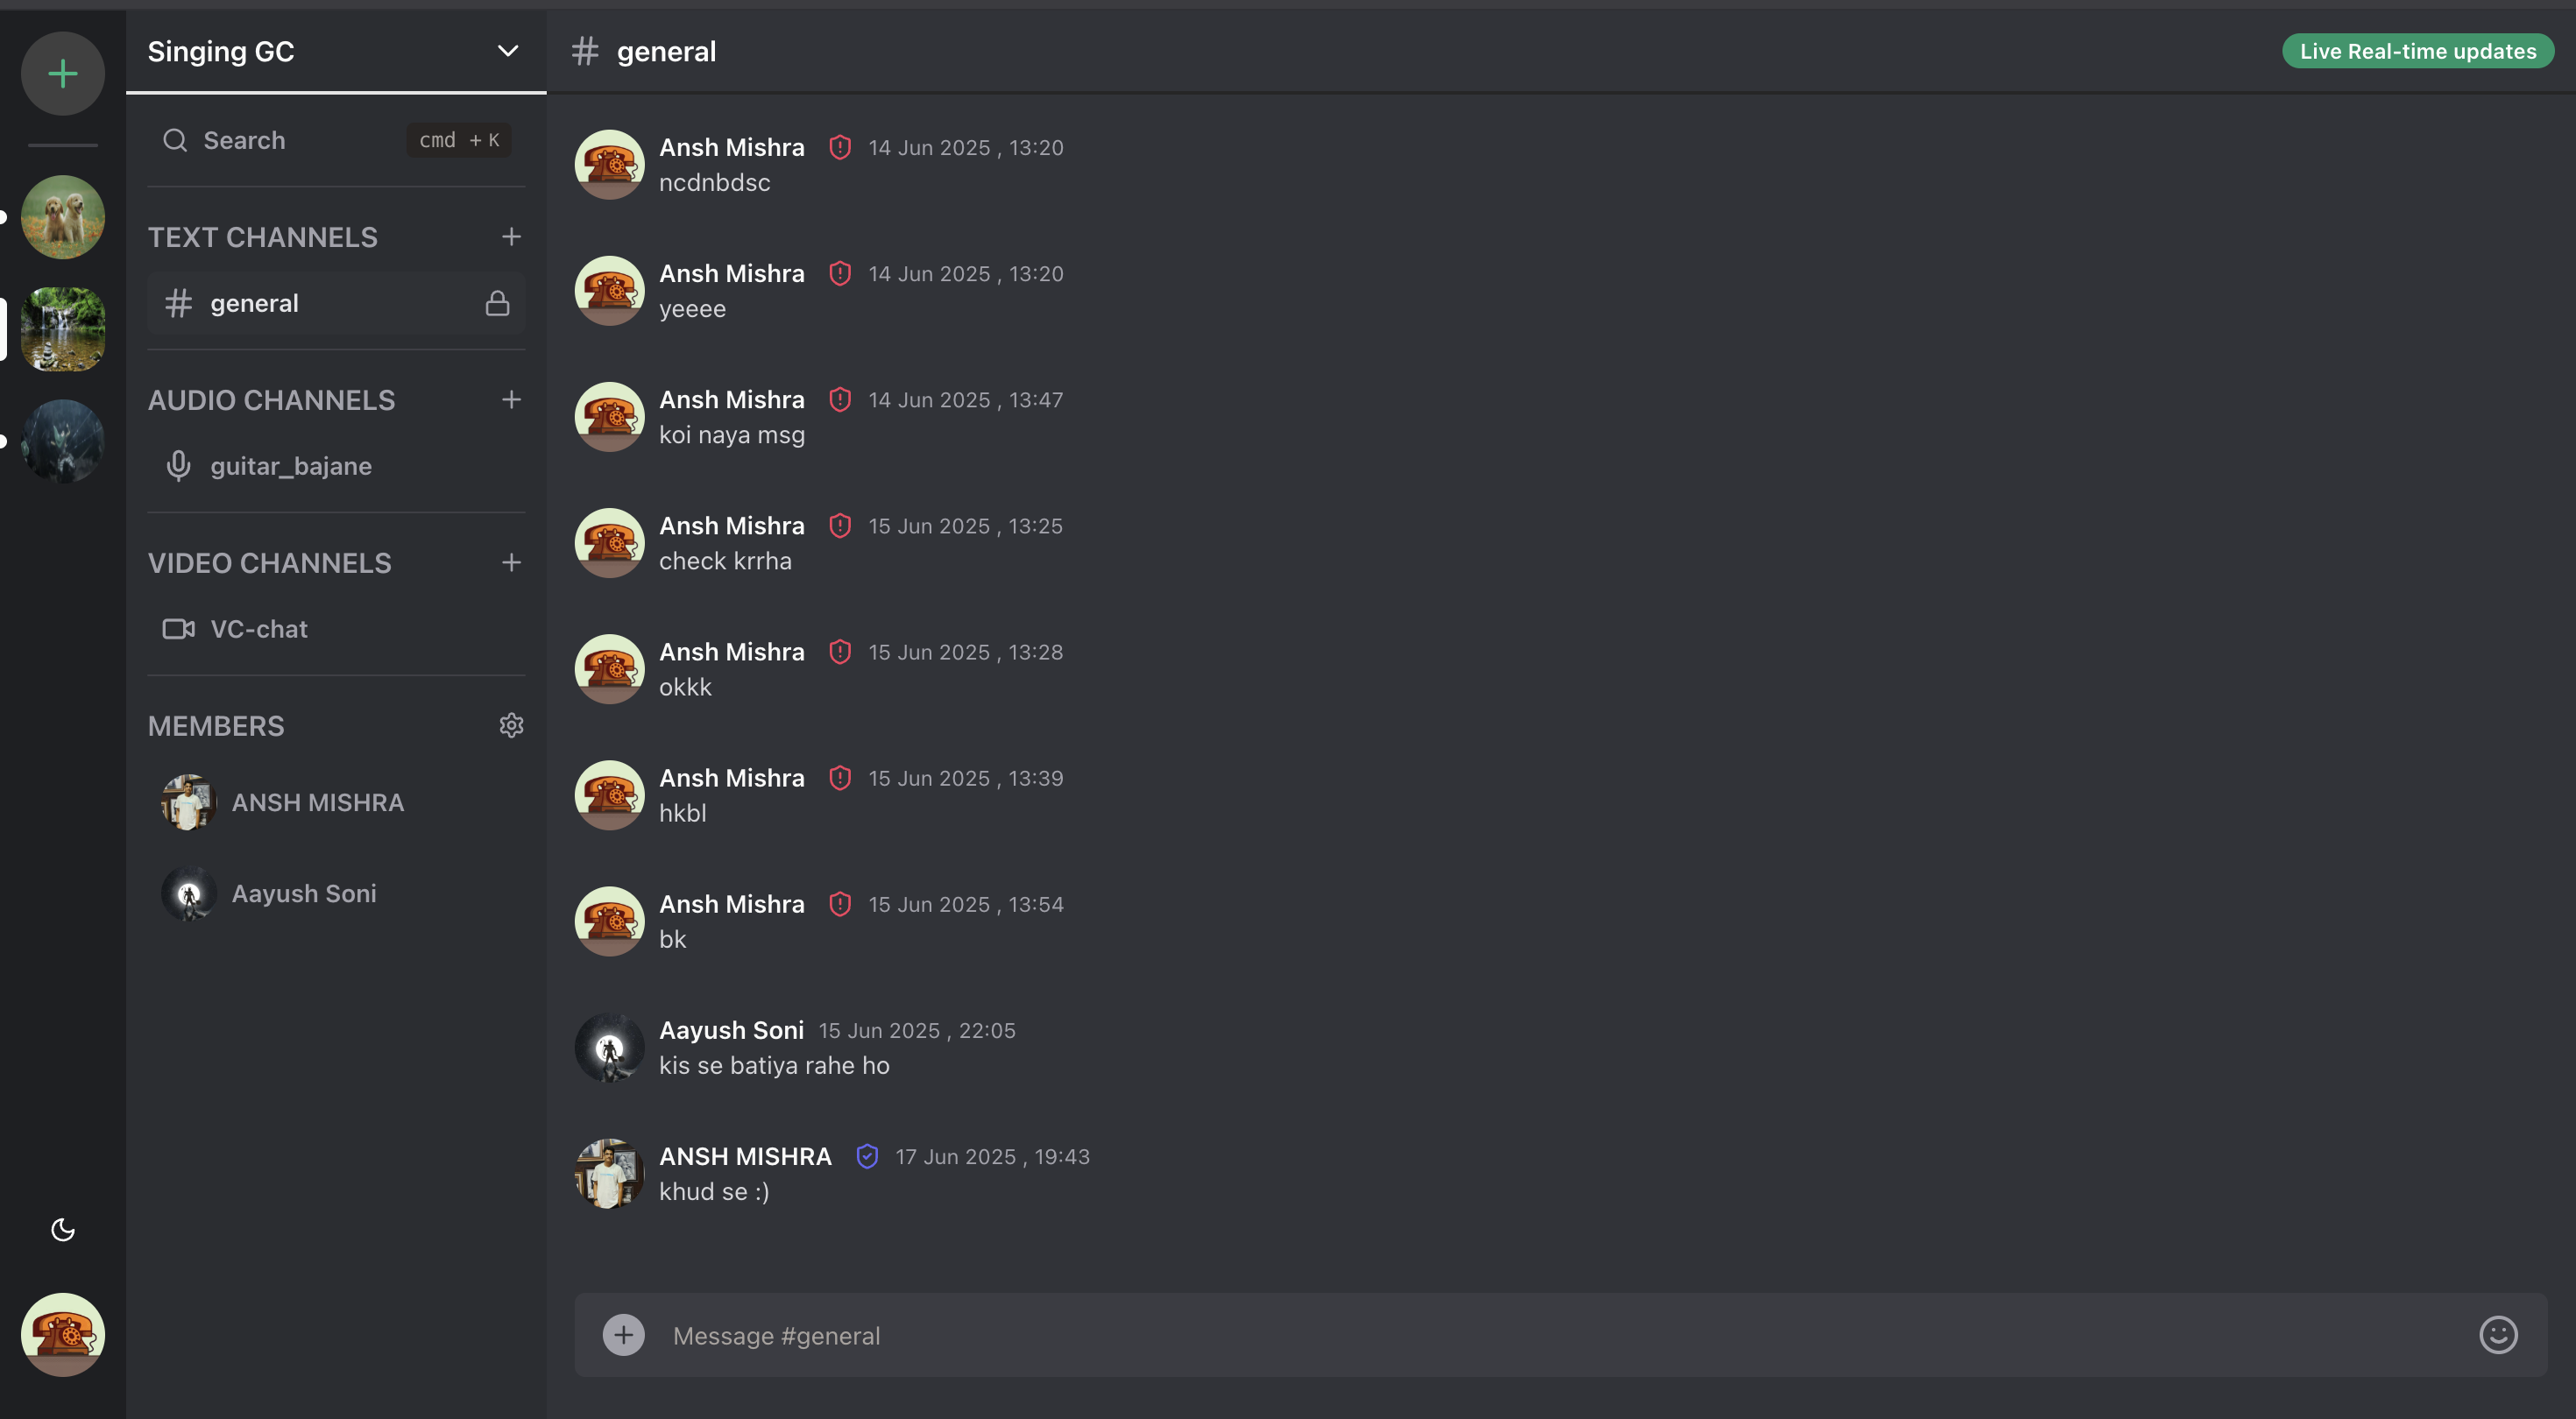 Singing GC
Search
cmd + K
TEXT CHANNELS
general
AUDIO CHANNELS
guitar_bajane
VIDEO CHANNELS
VC-chat
MEMBERS
ANSH MISHRA
Aayush Soni
# general
Live Real-time updates
Ansh Mishra 14 Jun 2025 , 13:20
ncdnbdsc
Ansh Mishra 14 Jun 2025 , 13:20
yeeee
Ansh Mishra 14 Jun 2025 , 13:47
koi naya msg
Ansh Mishra 15 Jun 2025 , 13:25
check krrha
Ansh Mishra 15 Jun 2025 , 13:28
okkk
Ansh Mishra 15 Jun 2025 , 13:39
hkbl
Ansh Mishra 15 Jun 2025 , 13:54
bk
Aayush Soni 15 Jun 2025 , 22:05
kis se batiya rahe ho
ANSH MISHRA 17 Jun 2025 , 19:43
khud se :)
Message #general